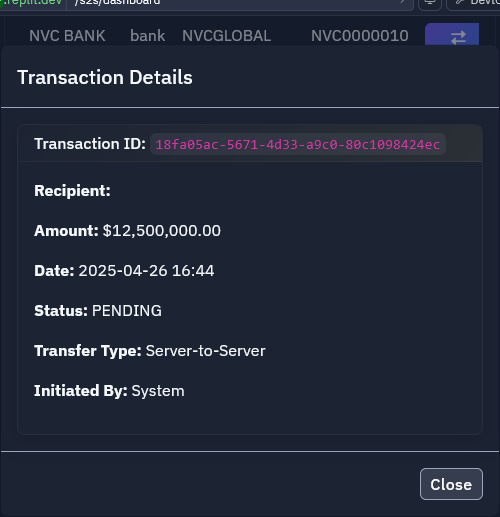 .replit.dev /s2s/dashboard
NVC BANK bank NVCGLOBAL NVC0000010
Transaction Details
Transaction ID: 18fa05ac-5671-4d33-a9c0-80c1098424ec
Recipient:
Amount: $12,500,000.00
Date: 2025-04-26 16:44
Status: PENDING
Transfer Type: Server-to-Server
Initiated By: System
Close